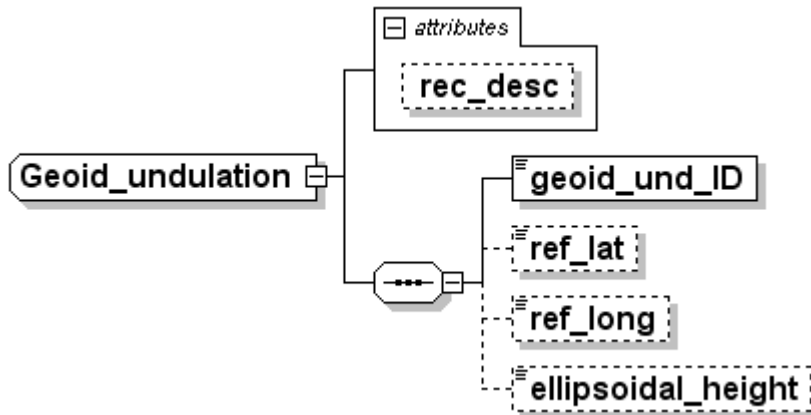 attributes
rec_desc
Geoid_undulation
geoid_und_ID
ref_lat
ref_long
ellipsoidal_height